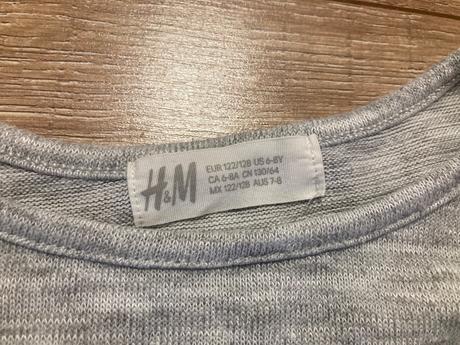 H&M
EUR 122/128 US 6-8Y
CA 6-8A CN 130/64
MX 122/128 AUS 7-8